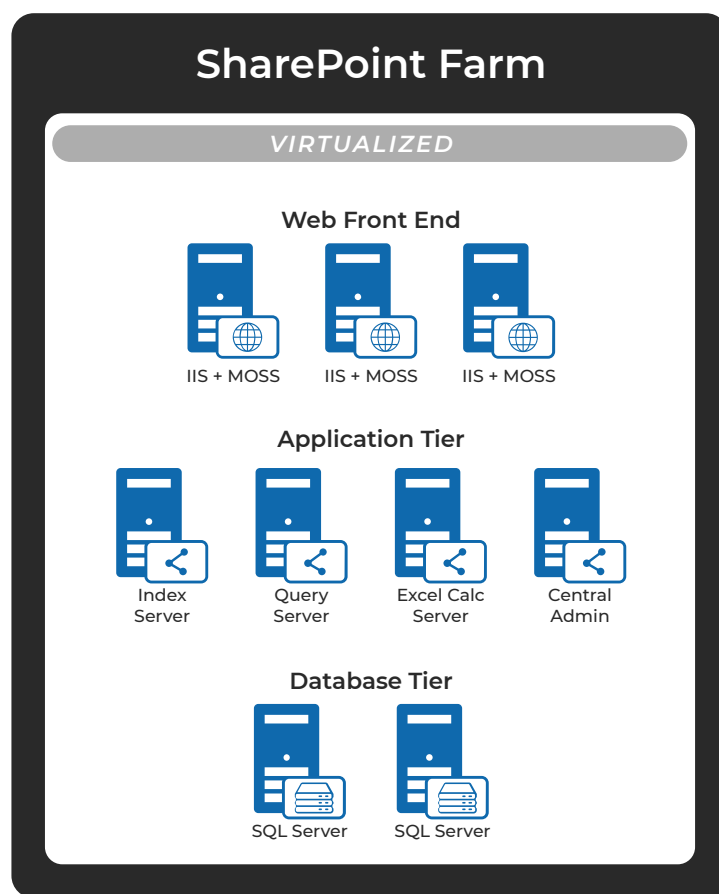 SharePoint Farm
VIRTUALIZED
Web Front End
IIS + MOSS
IIS + MOSS
IIS + MOSS
Application Tier
Index
Server
Query
Server
Excel Calc
Server
Central
Admin
Database Tier
SQL Server
SQL Server